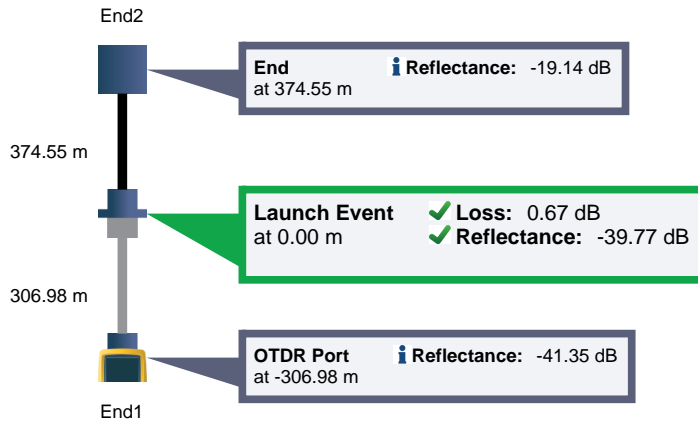 End2
End Reflectance: -19.14 dB
at 374.55 m
374.55 m
Launch Event Loss: 0.67 dB
at 0.00 m Reflectance: -39.77 dB
306.98 m
OTDR Port Reflectance: -41.35 dB
at -306.98 m
End1